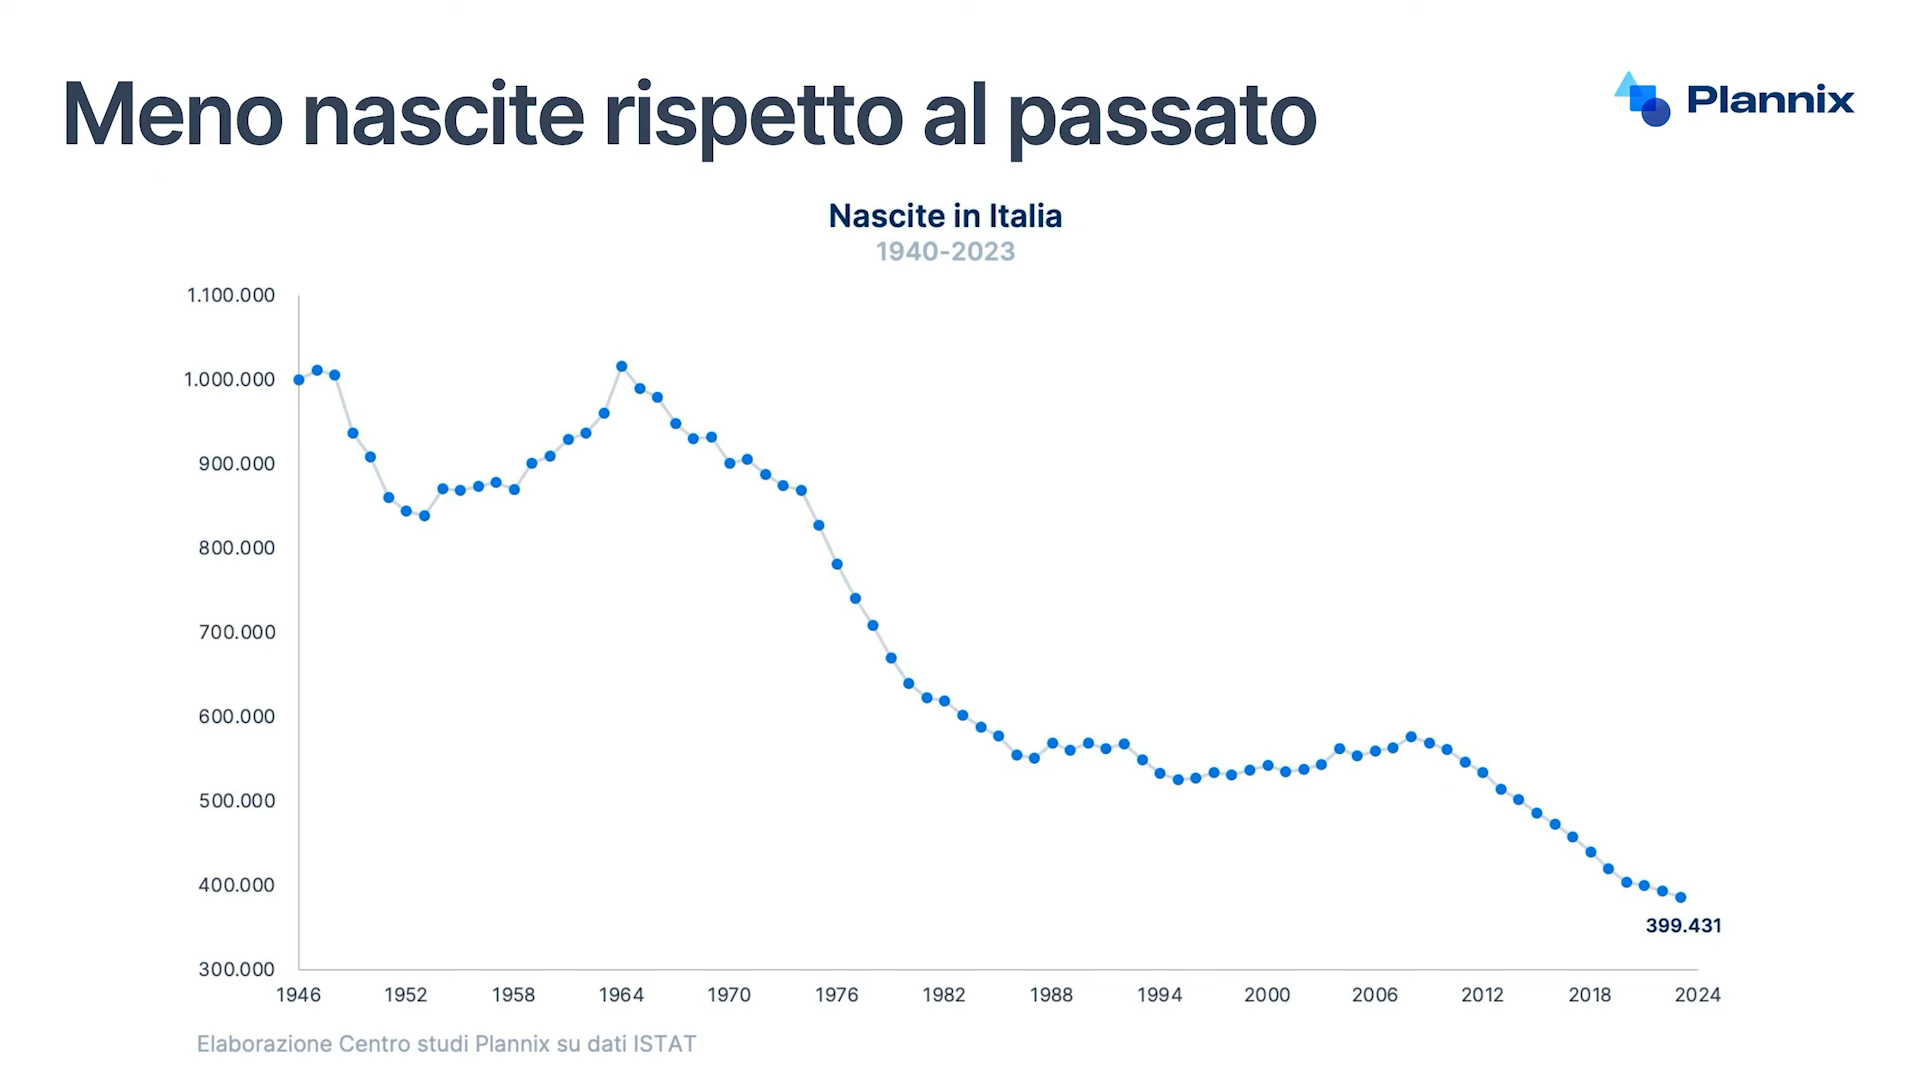 Meno nascite rispetto al passato
Plannix
Nascite in Italia
1940-2023
1.100.000
1.000.000
900.000
800.000
700.000
600.000
500.000
400.000
300.000
399.431
1946 1952 1958 1964 1970 1976 1982 1988 1994 2000 2006 2012 2018 2024
Elaborazione Centro studi Plannix su dati ISTAT